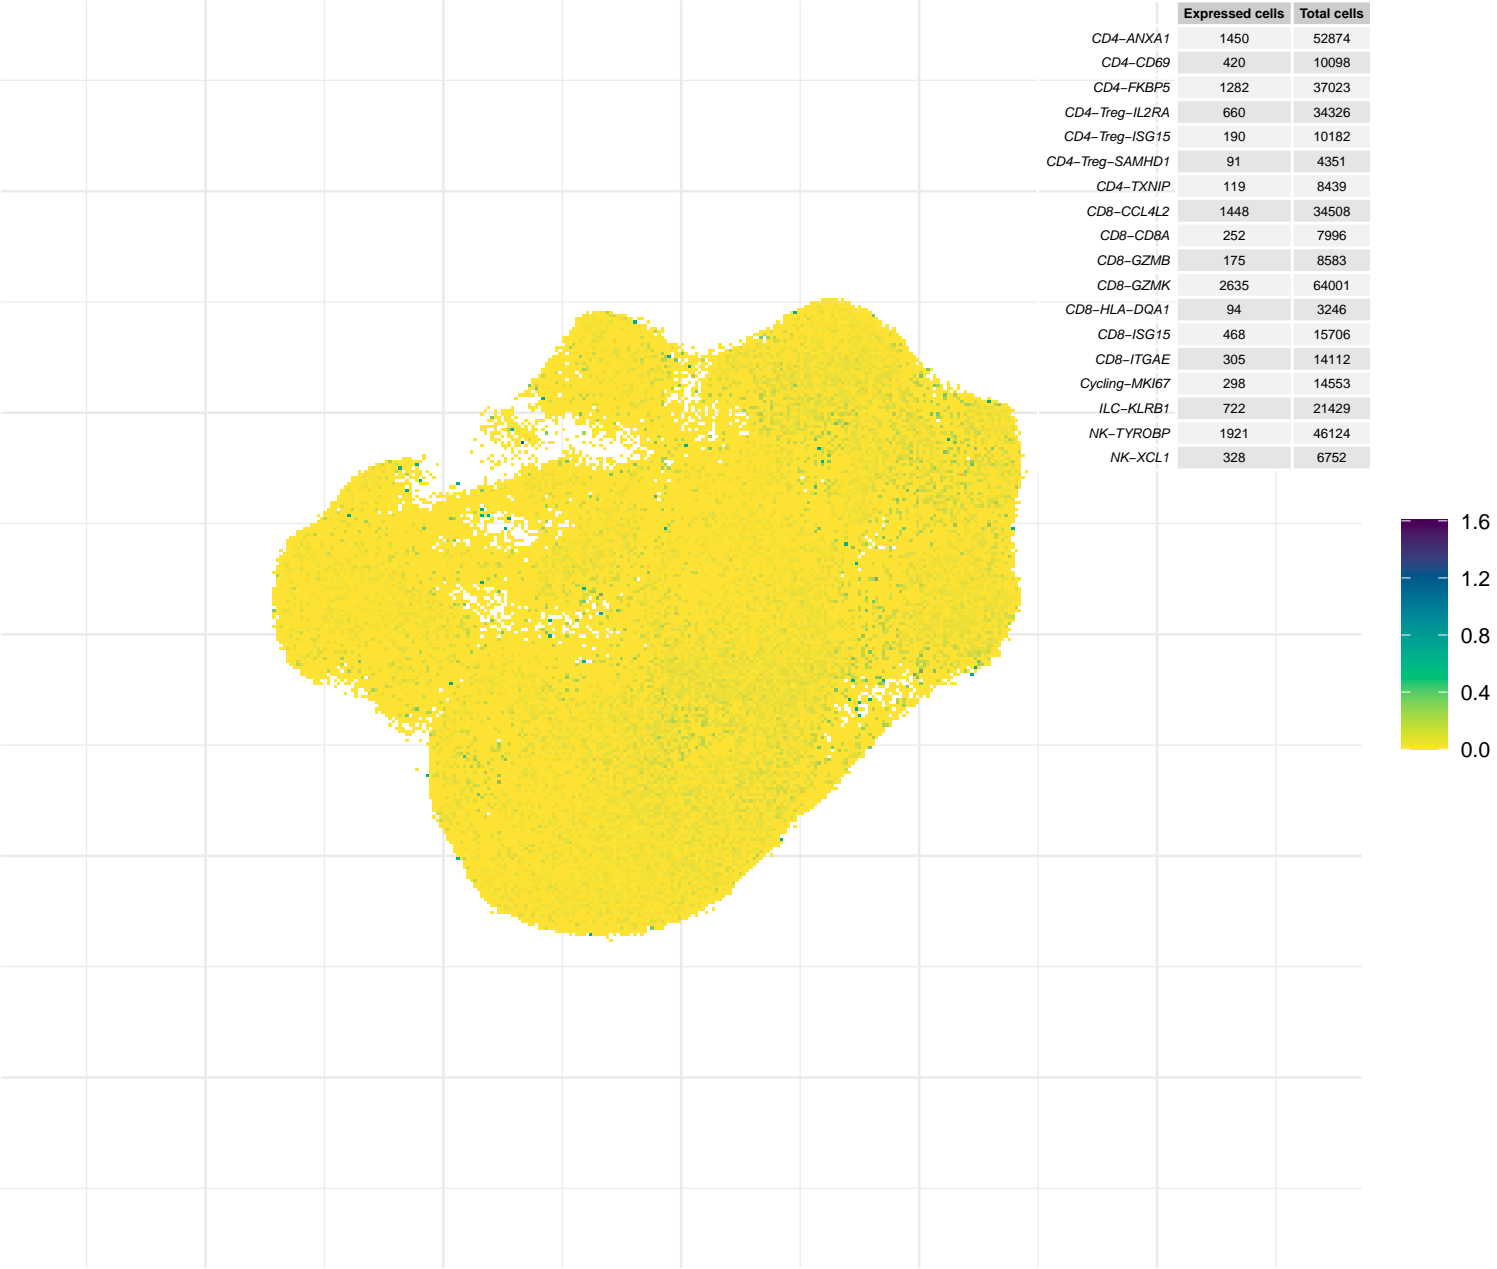 Expressed cells Total cells
CD4−ANXA1 1450 52874
CD4−CD69 420 10098
CD4−FKBP5 1282 37023
CD4−Treg−IL2RA 660 34326
CD4−Treg−ISG15 190 10182
CD4−Treg−SAMHD1 91 4351
CD4−TXNIP 119 8439
CD8−CCL4L2 1448 34508
CD8−CD8A 252 7996
CD8−GZMB 175 8583
CD8−GZMK 2635 64001
CD8−HLA−DQA1 94 3246
CD8−ISG15 468 15706
CD8−ITGAE 305 14112
Cycling−MKI67 298 14553
ILC−KLRB1 722 21429
NK−TYROBP 1921 46124
NK−XCL1 328 6752
1.6
1.2
0.8
0.4
0.0